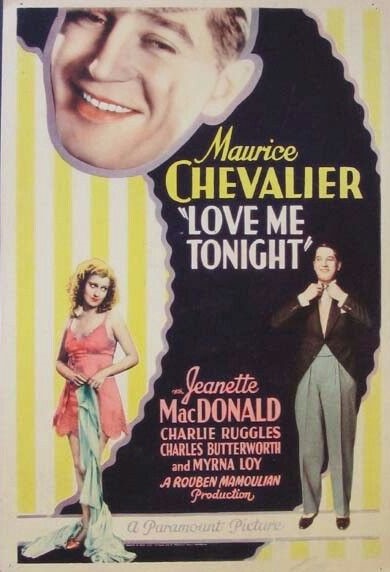 Maurice
CHEVALIER
"LOVE ME
TONIGHT"
with Jeanette
MacDONALD
CHARLIE RUGGLES
CHARLES BUTTERWORTH
and MYRNA LOY
A ROUBEN MAMOULIAN
Production
a Paramount Picture